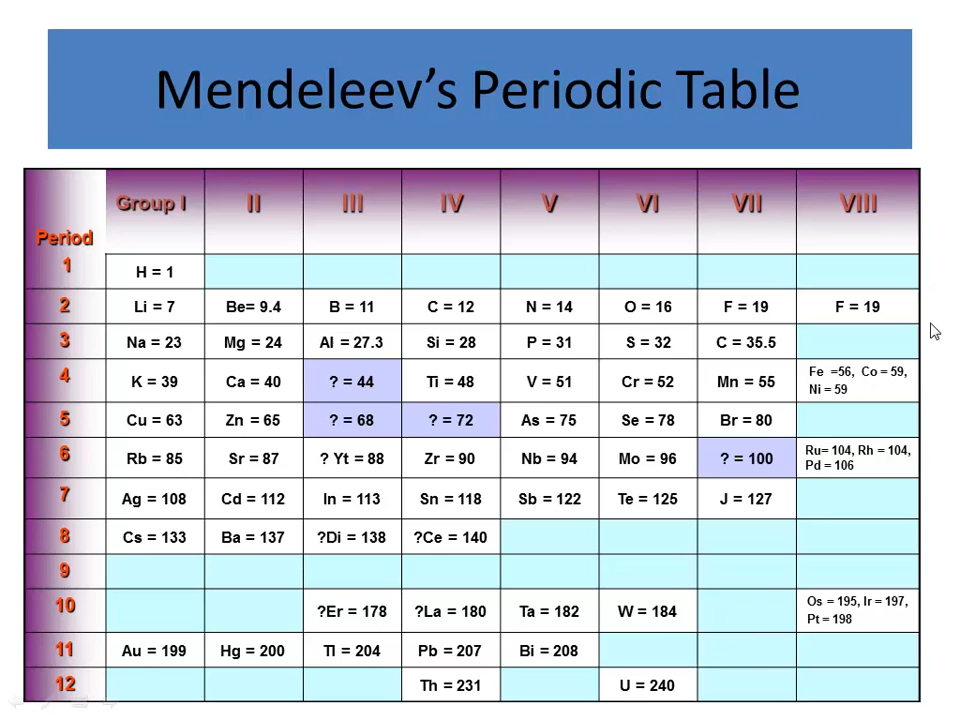 Mendeleev's Periodic Table
Period Group I II III IV V VI VII VIII
1 H = 1
2 Li = 7 Be= 9.4 B = 11 C = 12 N = 14 O = 16 F = 19 F = 19
3 Na = 23 Mg = 24 Al = 27.3 Si = 28 P = 31 S = 32 C = 35.5
4 K = 39 Ca = 40 ? = 44 Ti = 48 V = 51 Cr = 52 Mn = 55 Fe =56, Co = 59,
Ni = 59
5 Cu = 63 Zn = 65 ? = 68 ? = 72 As = 75 Se = 78 Br = 80
6 Rb = 85 Sr = 87 ? Yt = 88 Zr = 90 Nb = 94 Mo = 96 ? = 100 Ru= 104, Rh = 104,
Pd = 106
7 Ag = 108 Cd = 112 In = 113 Sn = 118 Sb = 122 Te = 125 J = 127
8 Cs = 133 Ba = 137 ?Di = 138 ?Ce = 140
9
10 ?Er = 178 ?La = 180 Ta = 182 W = 184 Os = 195, Ir = 197,
Pt = 198
11 Au = 199 Hg = 200 Tl = 204 Pb = 207 Bi = 208
12 Th = 231 U = 240